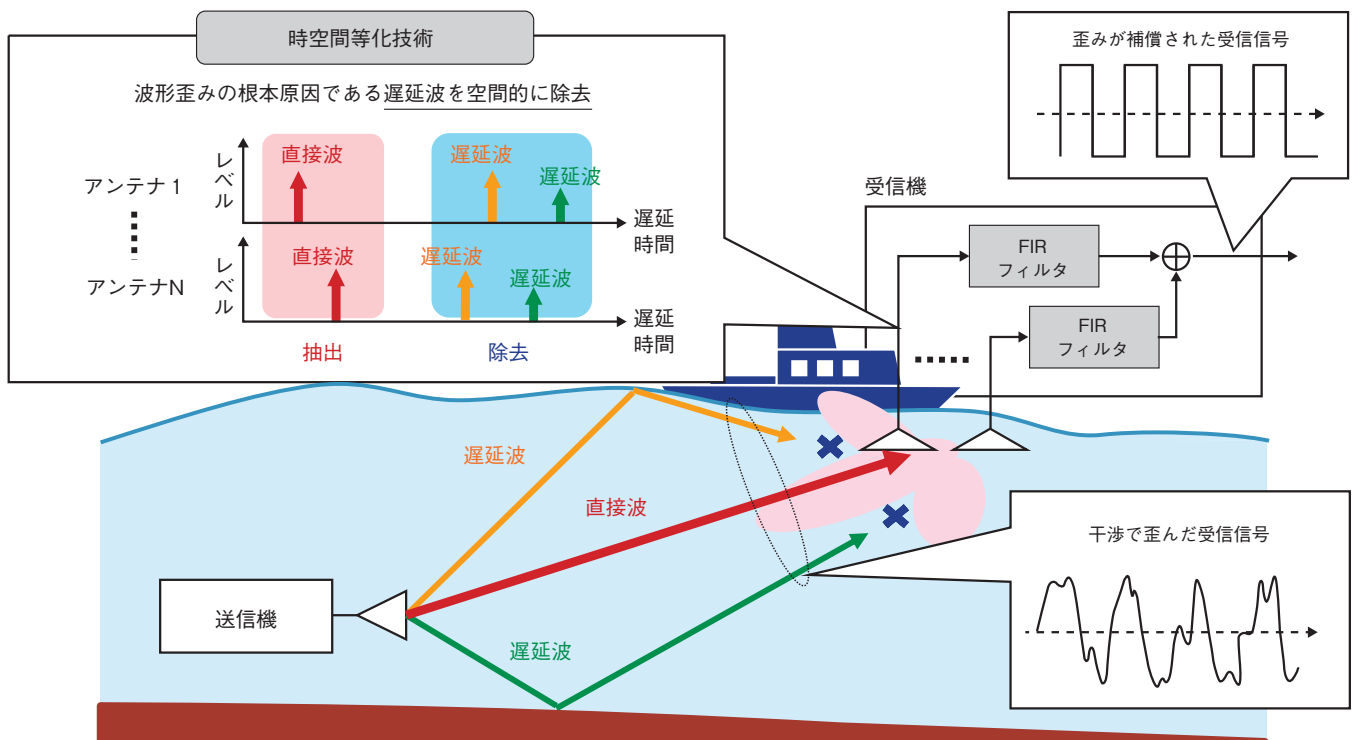 時空間等化技術
波形歪みの根本原因である遅延波を空間的に除去
アンテナ1
レベル
直接波
遅延波
遅延波
遅延
時間
アンテナN
レベル
直接波
遅延波
遅延波
遅延
時間
抽出
除去
歪みが補償された受信信号
受信機
FIR
フィルタ
FIR
フィルタ
遅延波
直接波
遅延波
送信機
干渉で歪んだ受信信号